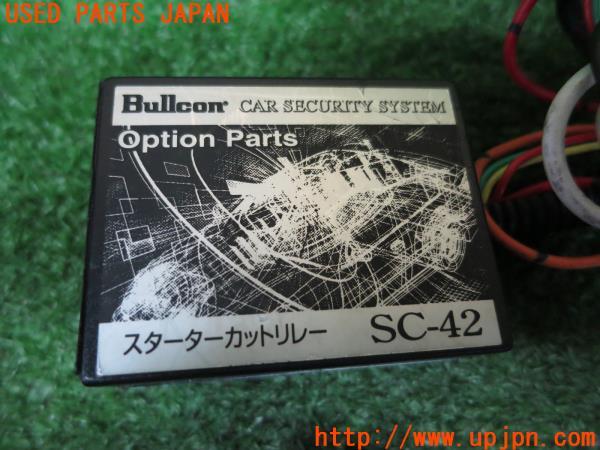 USED PARTS JAPAN
Bullcon CAR SECURITY SYSTEM
Option Parts
スターターカットリレー SC-42
http://www.upjpn.com